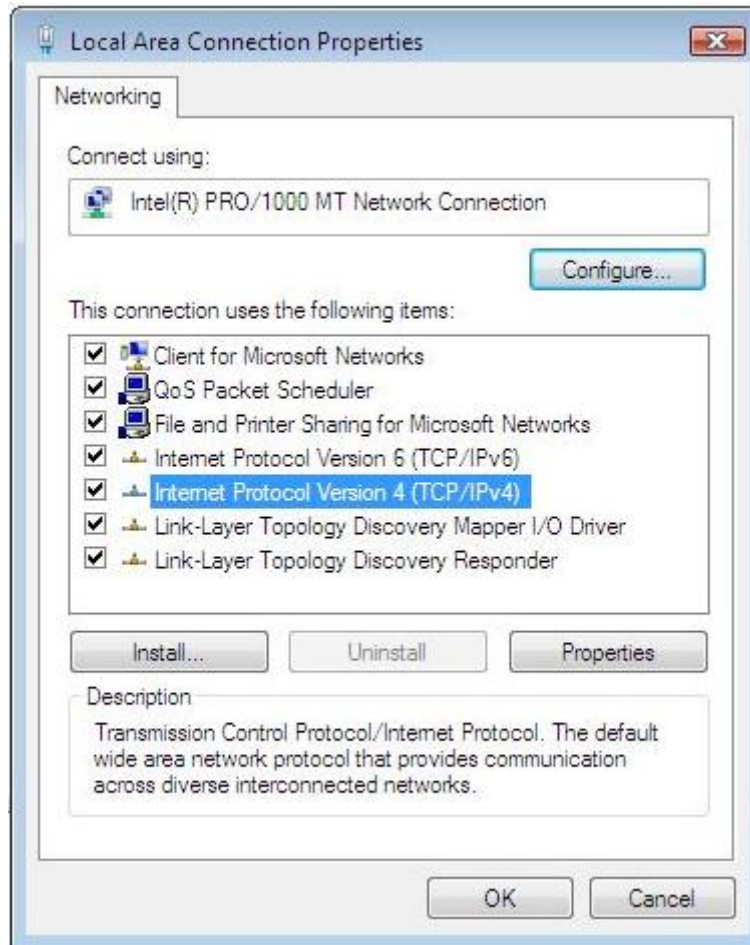 Local Area Connection Properties
Networking
Connect using:
Intel(R) PRO/1000 MT Network Connection
Configure...
This connection uses the following items:
Client for Microsoft Networks
QoS Packet Scheduler
File and Printer Sharing for Microsoft Networks
Internet Protocol Version 6 (TCP/IPv6)
Internet Protocol Version 4 (TCP/IPv4)
Link-Layer Topology Discovery Mapper I/O Driver
Link-Layer Topology Discovery Responder
Install... Uninstall Properties
Description
Transmission Control Protocol/Internet Protocol. The default
wide area network protocol that provides communication
across diverse interconnected networks.
OK Cancel